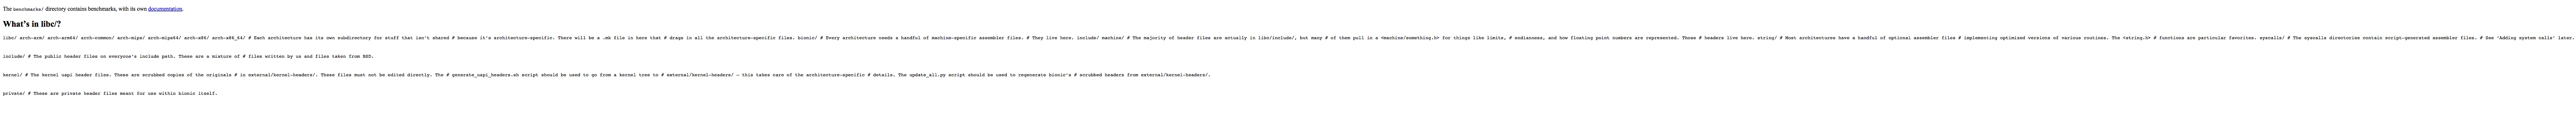 The benchmarks/ directory contains benchmarks, with its own documentation.
What's in libc/?
libc/ arch-arm/ arch-arm64/ arch-common/ arch-mips/ arch-mips64/ arch-x86/ arch-x86_64/ # Each architecture has its own subdirectory for stuff that isn't shared # because it's architecture-specific. There will be a .mk file in here that # drags in all the architecture-specific files. bionic/ # Every architecture needs a handful of machine-specific assembler files. # They live here. include/ machine/ # The majority of header files are actually in libc/include/, but many # of them pull in a <machine/something.h> for things like limits, # endianness, and how floating point numbers are represented. Those # headers live here. string/ # Most architectures have a handful of optional assembler files # implementing optimized versions of various routines. The <string.h> # functions are particular favorites. syscalls/ # The syscalls directories contain script-generated assembler files. # See 'Adding system calls' later.
include/ # The public header files on everyone's include path. These are a mixture of # files written by us and files taken from BSD.
kernel/ # The kernel uapi header files. These are scrubbed copies of the originals # in external/kernel-headers/. These files must not be edited directly. The # generate_uapi_headers.sh script should be used to go from a kernel tree to # external/kernel-headers/ — this takes care of the architecture-specific # details. The update_all.py script should be used to regenerate bionic's # scrubbed headers from external/kernel-headers/.
private/ # These are private header files meant for use within bionic itself.